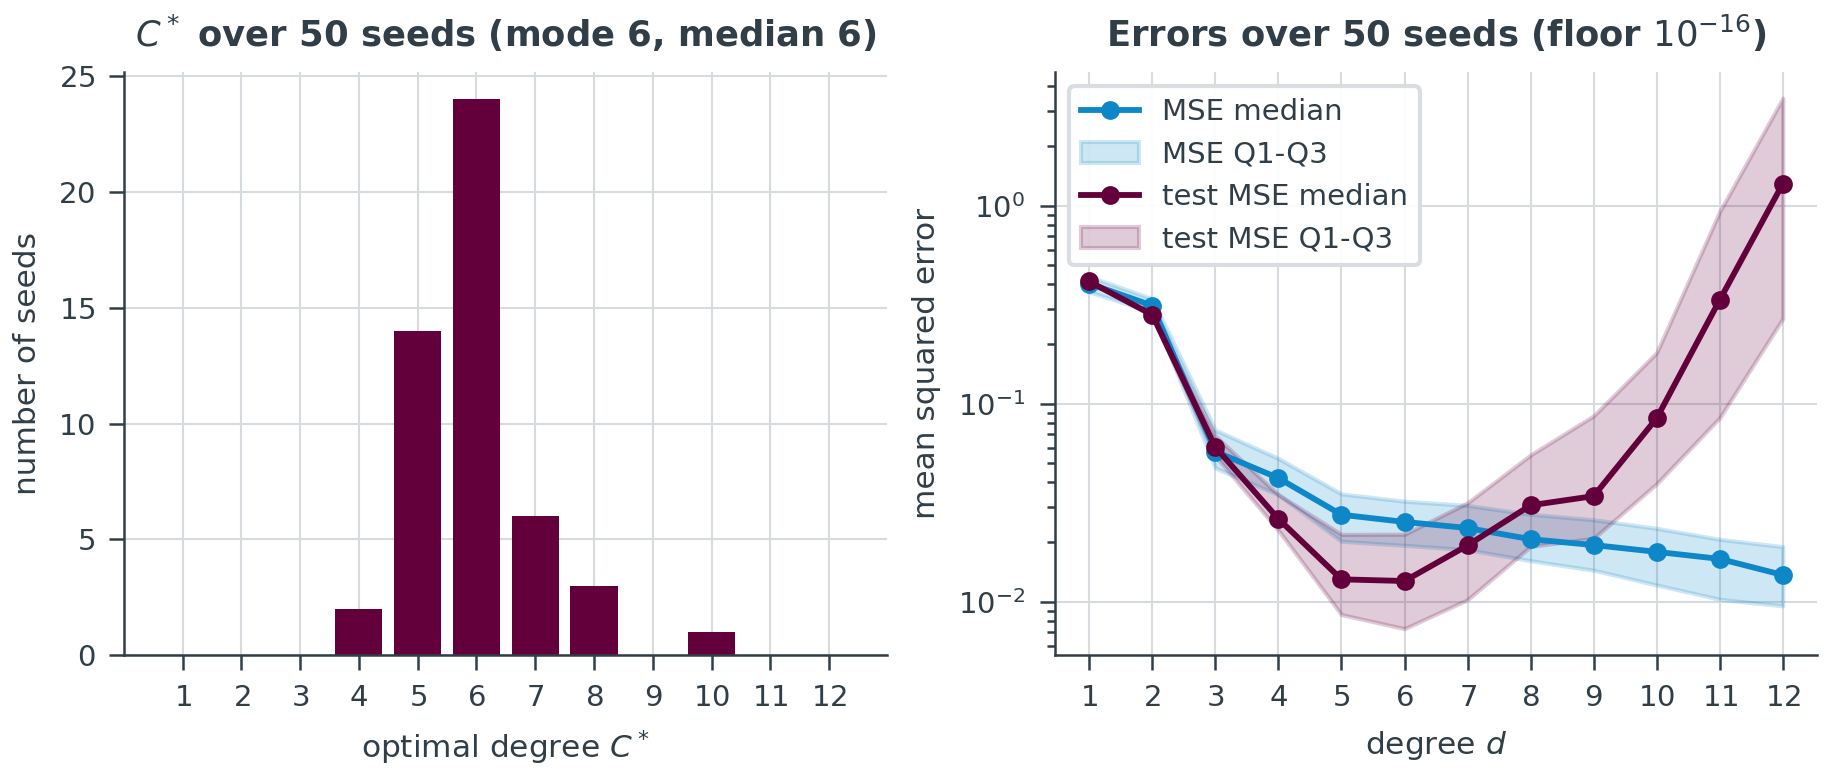 C* over 50 seeds (mode 6, median 6)
25
20
15
10
5
0
number of seeds
1 2 3 4 5 6 7 8 9 10 11 12
optimal degree C*
Errors over 50 seeds (floor 10⁻¹⁶)
MSE median
MSE Q1-Q3
test MSE median
test MSE Q1-Q3
10⁰
10⁻¹
10⁻²
mean squared error
1 2 3 4 5 6 7 8 9 10 11 12
degree d